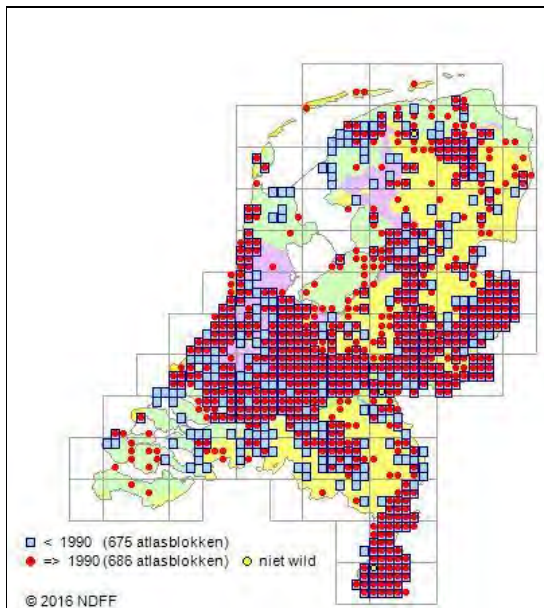 < 1990 (675 atlasblokken)
=> 1990 (686 atlasblokken) niet wild
© 2016 NDFF